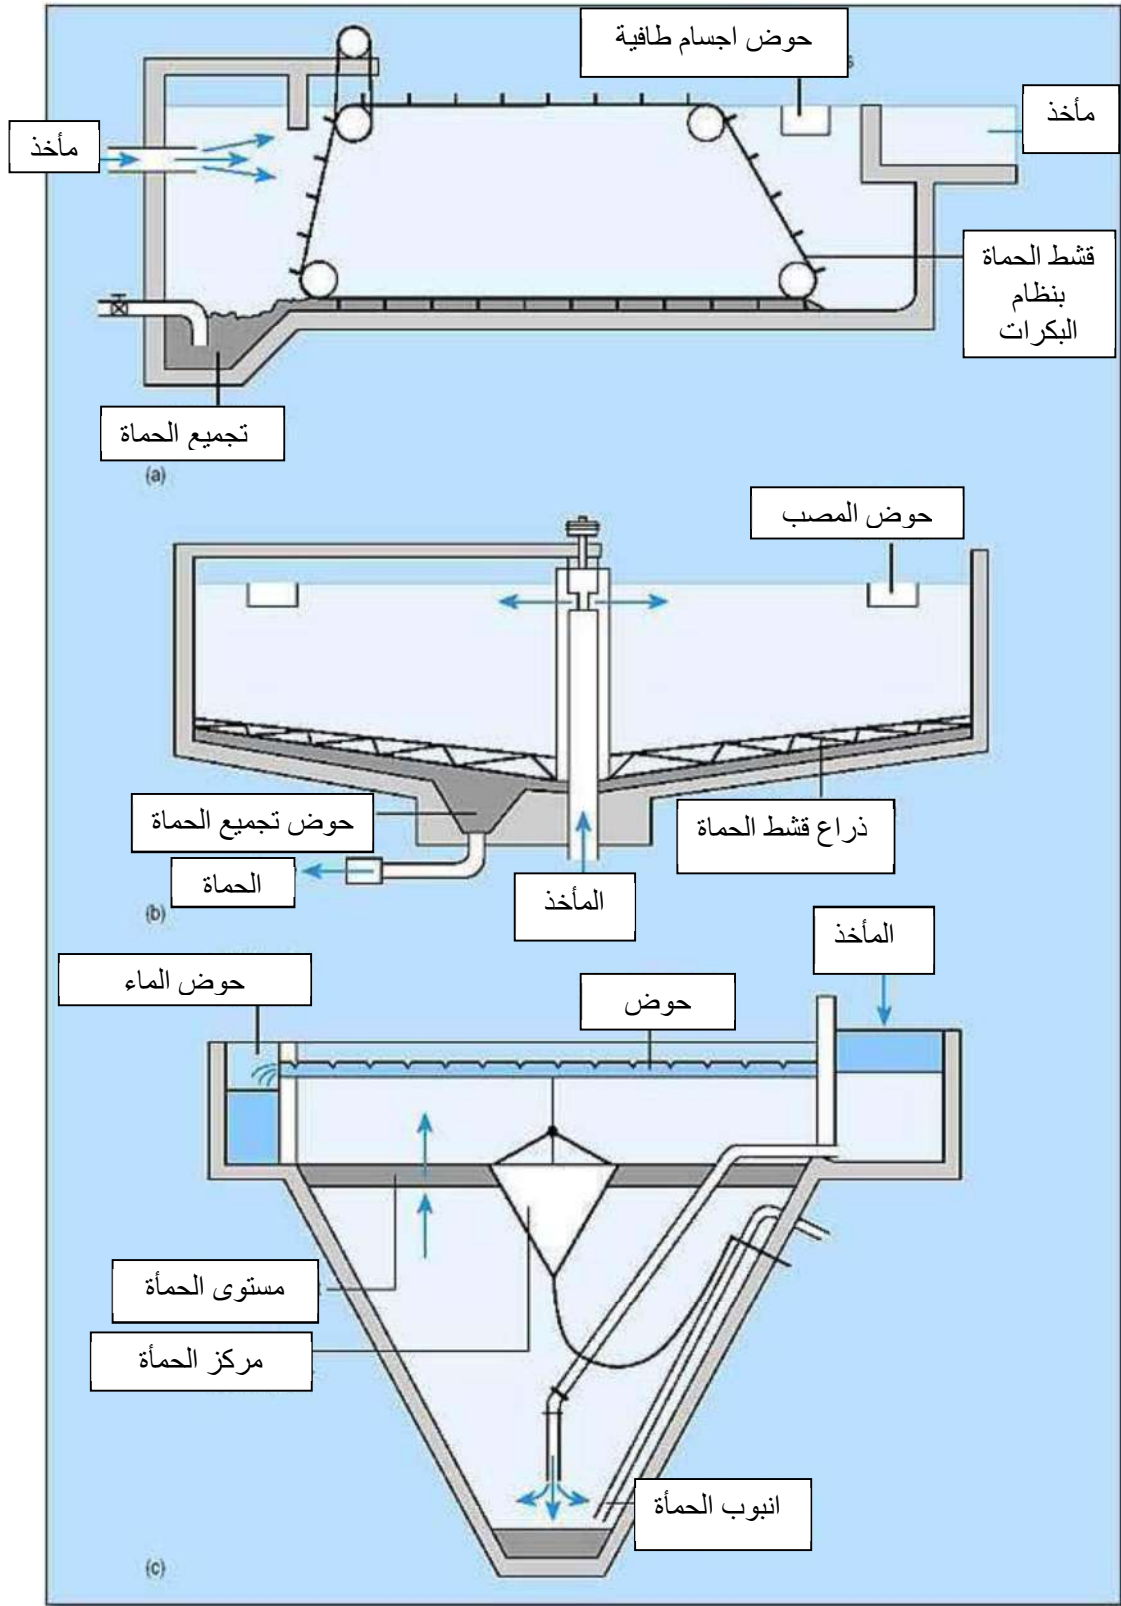 حوض اجسام طافية
s
مأخذ
مأخذ
قشط الحماة
بنظام
البكرات
تجميع الحماة
(a)
حوض المصب
حوض تجميع الحماة
ذراع قشط الحماة
الحماة
المأخذ
(b)
المأخذ
حوض الماء
حوض
مستوى الحمأة
مركز الحمأة
انبوب الحمأة
(c)